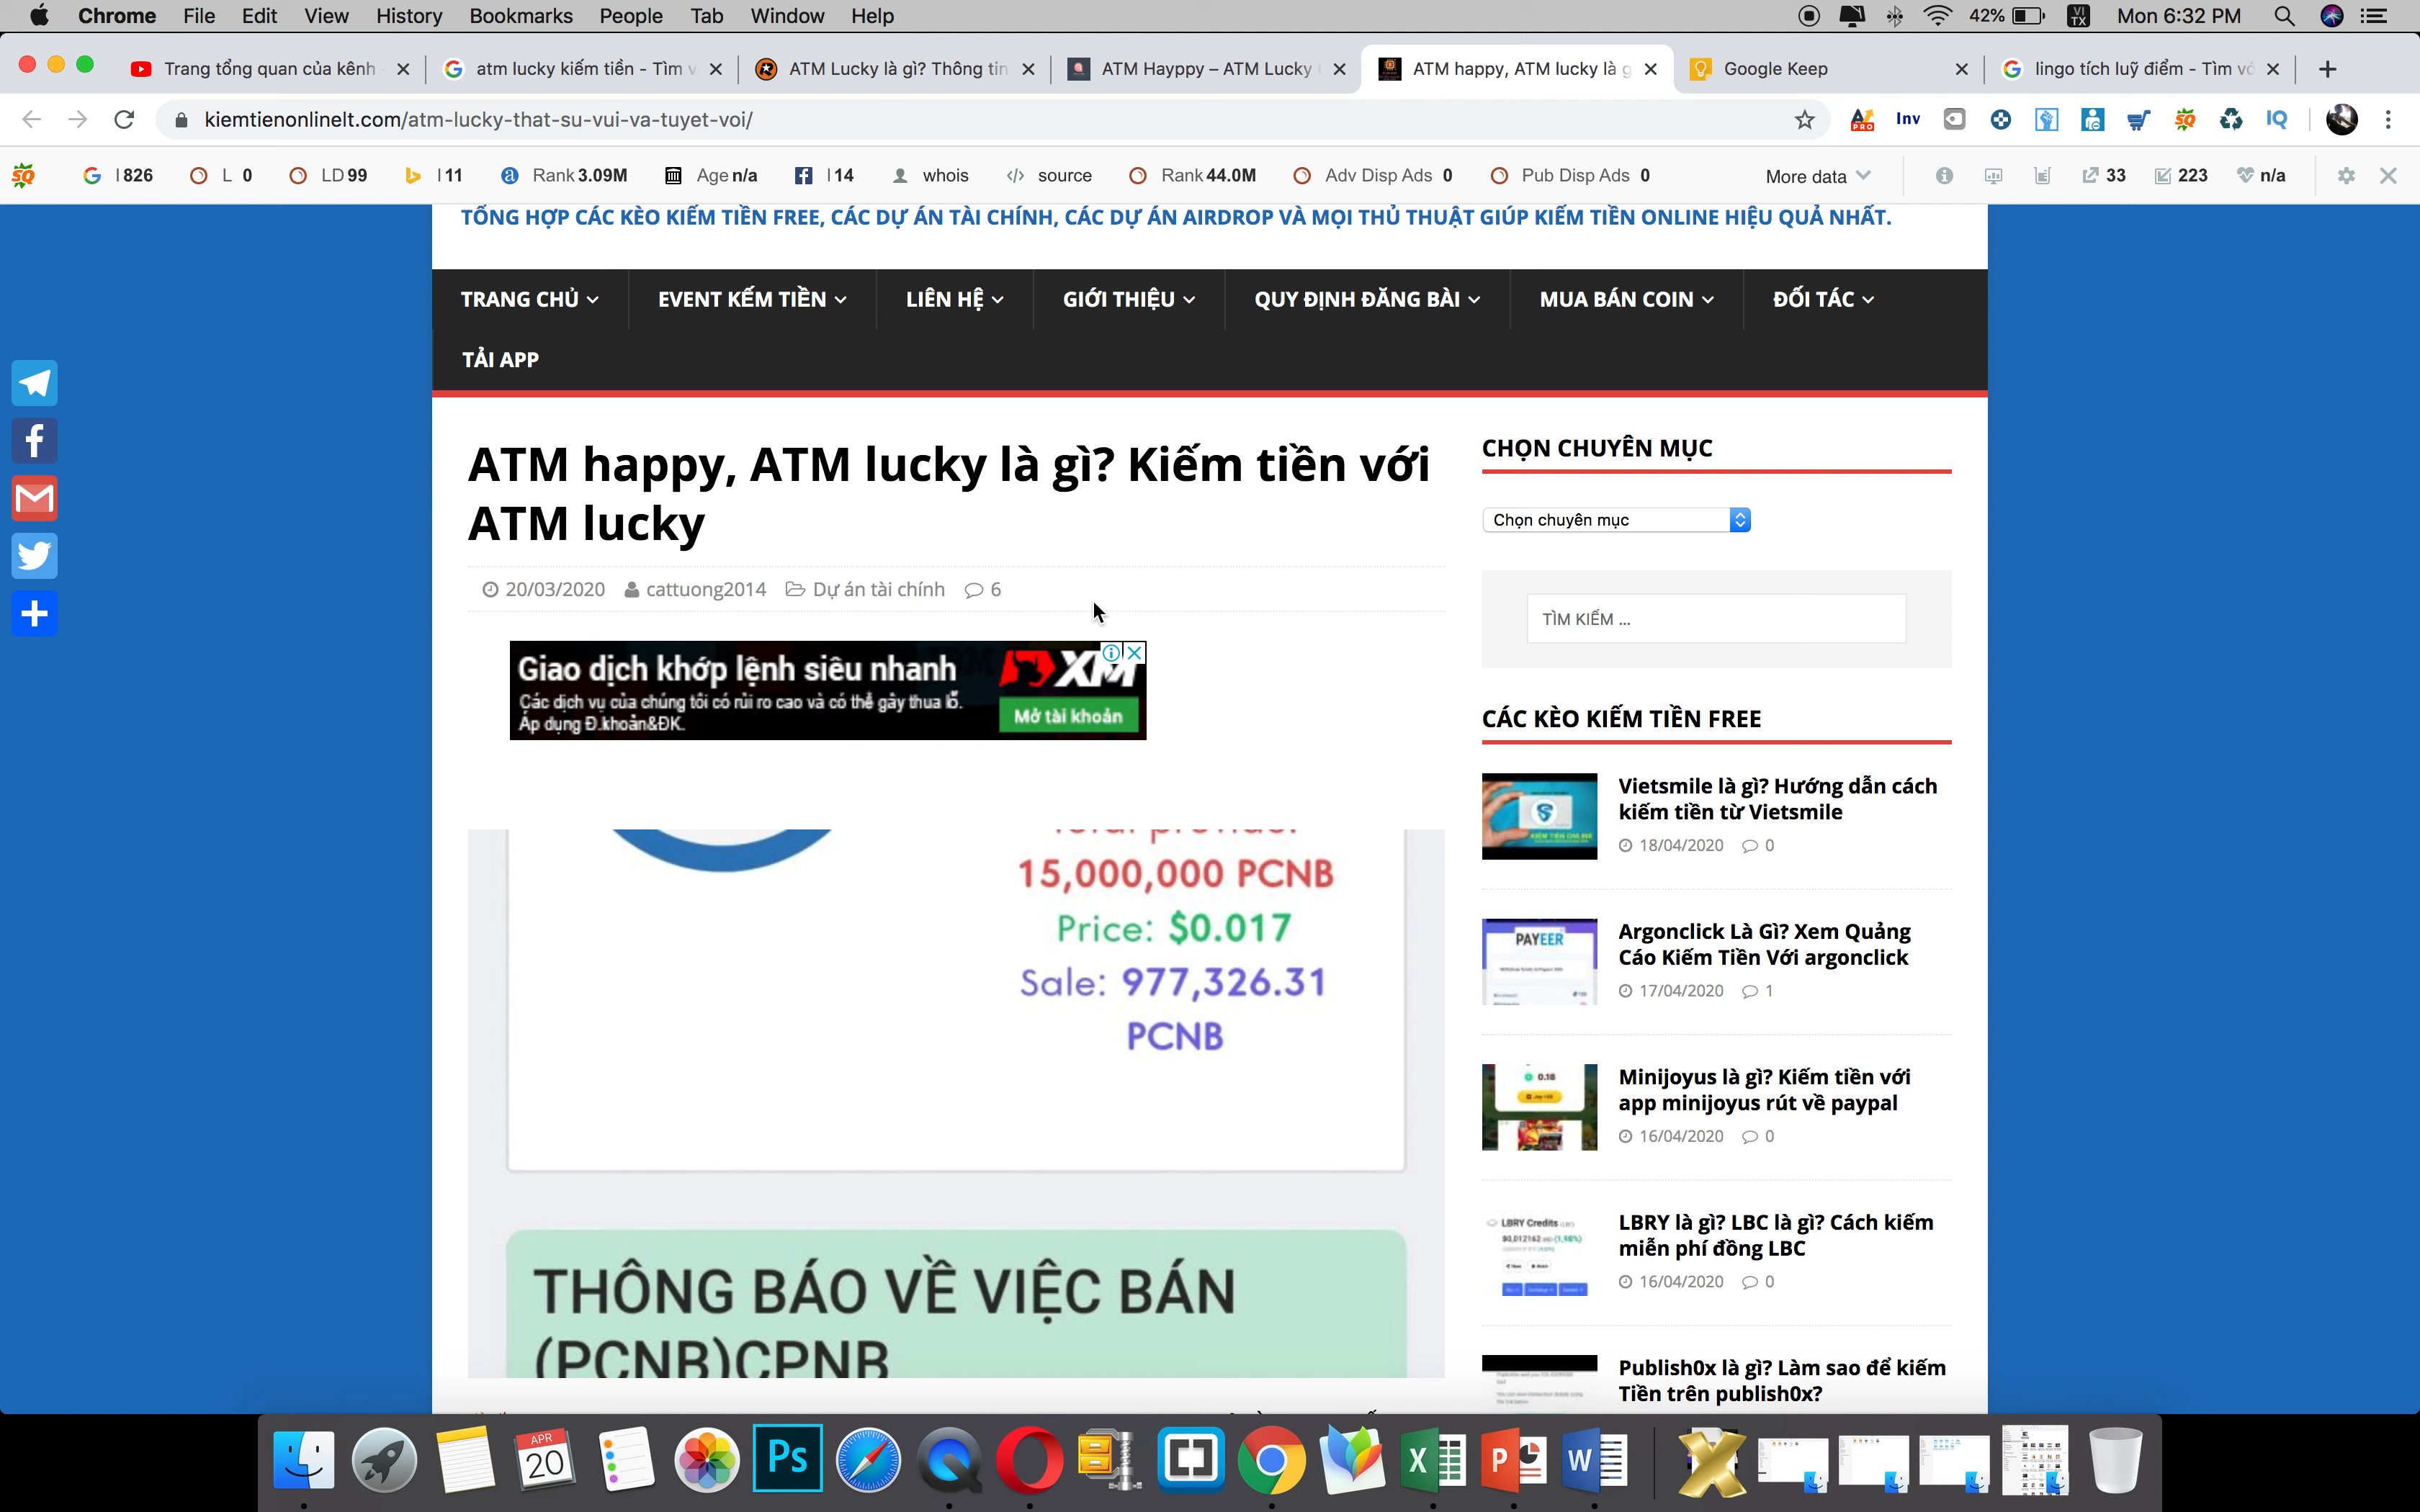 Chrome File Edit View History Bookmarks People Tab Window Help 42% VI TX Mon 6:32 PM
Trang tổng quan của kênh
atm lucky kiếm tiền - Tìm v
ATM Lucky là gì? Thông tin
ATM Hayppy – ATM Lucky
ATM happy, ATM lucky là g
Google Keep
lingo tích luỹ điểm - Tìm vớ
kiemtienonlinelt.com/atm-lucky-that-su-vui-va-tuyet-voi/
PRO Inv SQ IQ
SQ I 826 L 0 LD 99 I 11 Rank 3.09M Age n/a I 14 whois source Rank 44.0M Adv Disp Ads 0 Pub Disp Ads 0 More data 33 223 n/a
TỔNG HỢP CÁC KÈO KIẾM TIỀN FREE, CÁC DỰ ÁN TÀI CHÍNH, CÁC DỰ ÁN AIRDROP VÀ MỌI THỦ THUẬT GIÚP KIẾM TIỀN ONLINE HIỆU QUẢ NHẤT.
TRANG CHỦ EVENT KẾM TIỀN LIÊN HỆ GIỚI THIỆU QUY ĐỊNH ĐĂNG BÀI MUA BÁN COIN ĐỐI TÁC
TẢI APP
ATM happy, ATM lucky là gì? Kiếm tiền với
ATM lucky
20/03/2020 cattuong2014 Dự án tài chính 6
Giao dịch khớp lệnh siêu nhanh
Các dịch vụ của chúng tôi có rủi ro cao và có thể gây thua lỗ.
Áp dụng Đ.khoản&ĐK.
XM
Mở tài khoản
15,000,000 PCNB
Price: $0.017
Sale: 977,326.31
PCNB
THÔNG BÁO VỀ VIỆC BÁN
(PCNB)CPNB
CHỌN CHUYÊN MỤC
Chọn chuyên mục
TÌM KIẾM ...
CÁC KÈO KIẾM TIỀN FREE
Vietsmile là gì? Hướng dẫn cách
kiếm tiền từ Vietsmile
18/04/2020 0
PAYEER
Argonclick Là Gì? Xem Quảng
Cáo Kiếm Tiền Với argonclick
17/04/2020 1
0.18
Minijoyus là gì? Kiếm tiền với
app minijoyus rút về paypal
16/04/2020 0
LBRY Credits
$0,012162 (1,98%)
LBRY là gì? LBC là gì? Cách kiếm
miễn phí đồng LBC
16/04/2020 0
Publish0x là gì? Làm sao để kiếm
Tiền trên publish0x?
APR
20
Ps
X
P
W